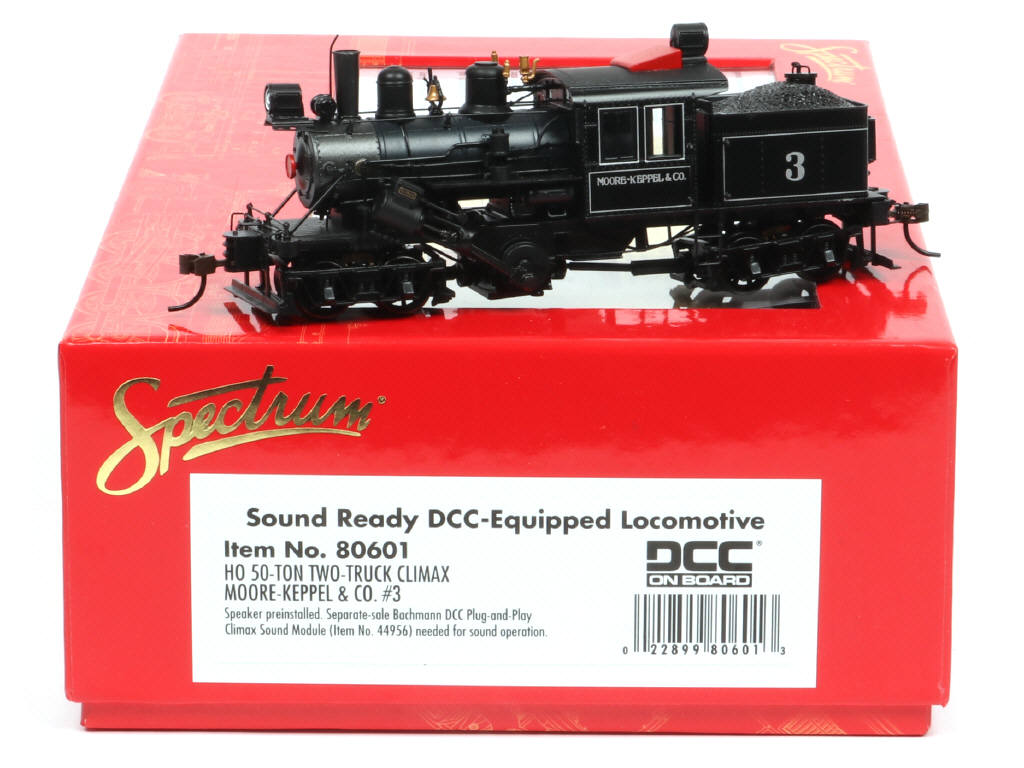 MOORE-KEPPEL & CO.
3
Spectrum®
Sound Ready DCC-Equipped Locomotive
Item No. 80601
HO 50-TON TWO-TRUCK CLIMAX
MOORE-KEPPEL & CO. #3
Speaker preinstalled. Separate-sale Bachmann DCC Plug-and-Play
Climax Sound Module (Item No. 44956) needed for sound operation.
DCC®
ON BOARD
0 22899 80601 3